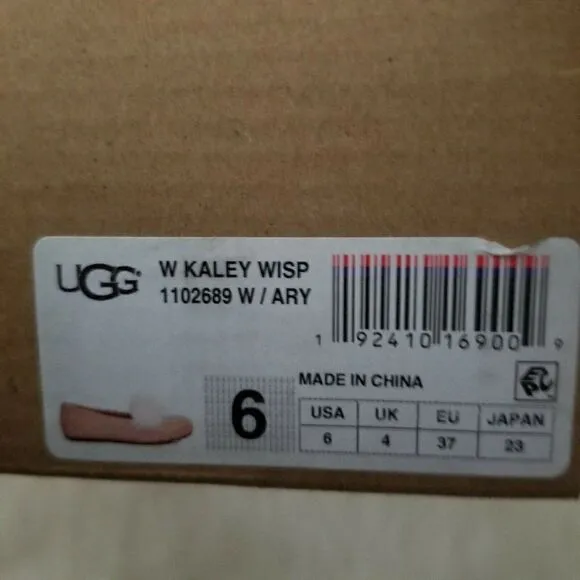 UGG®
W KALEY WISP
1102689 W / ARY
1 92410 16900 9
MADE IN CHINA
6
USA UK EU JAPAN
6 4 37 23